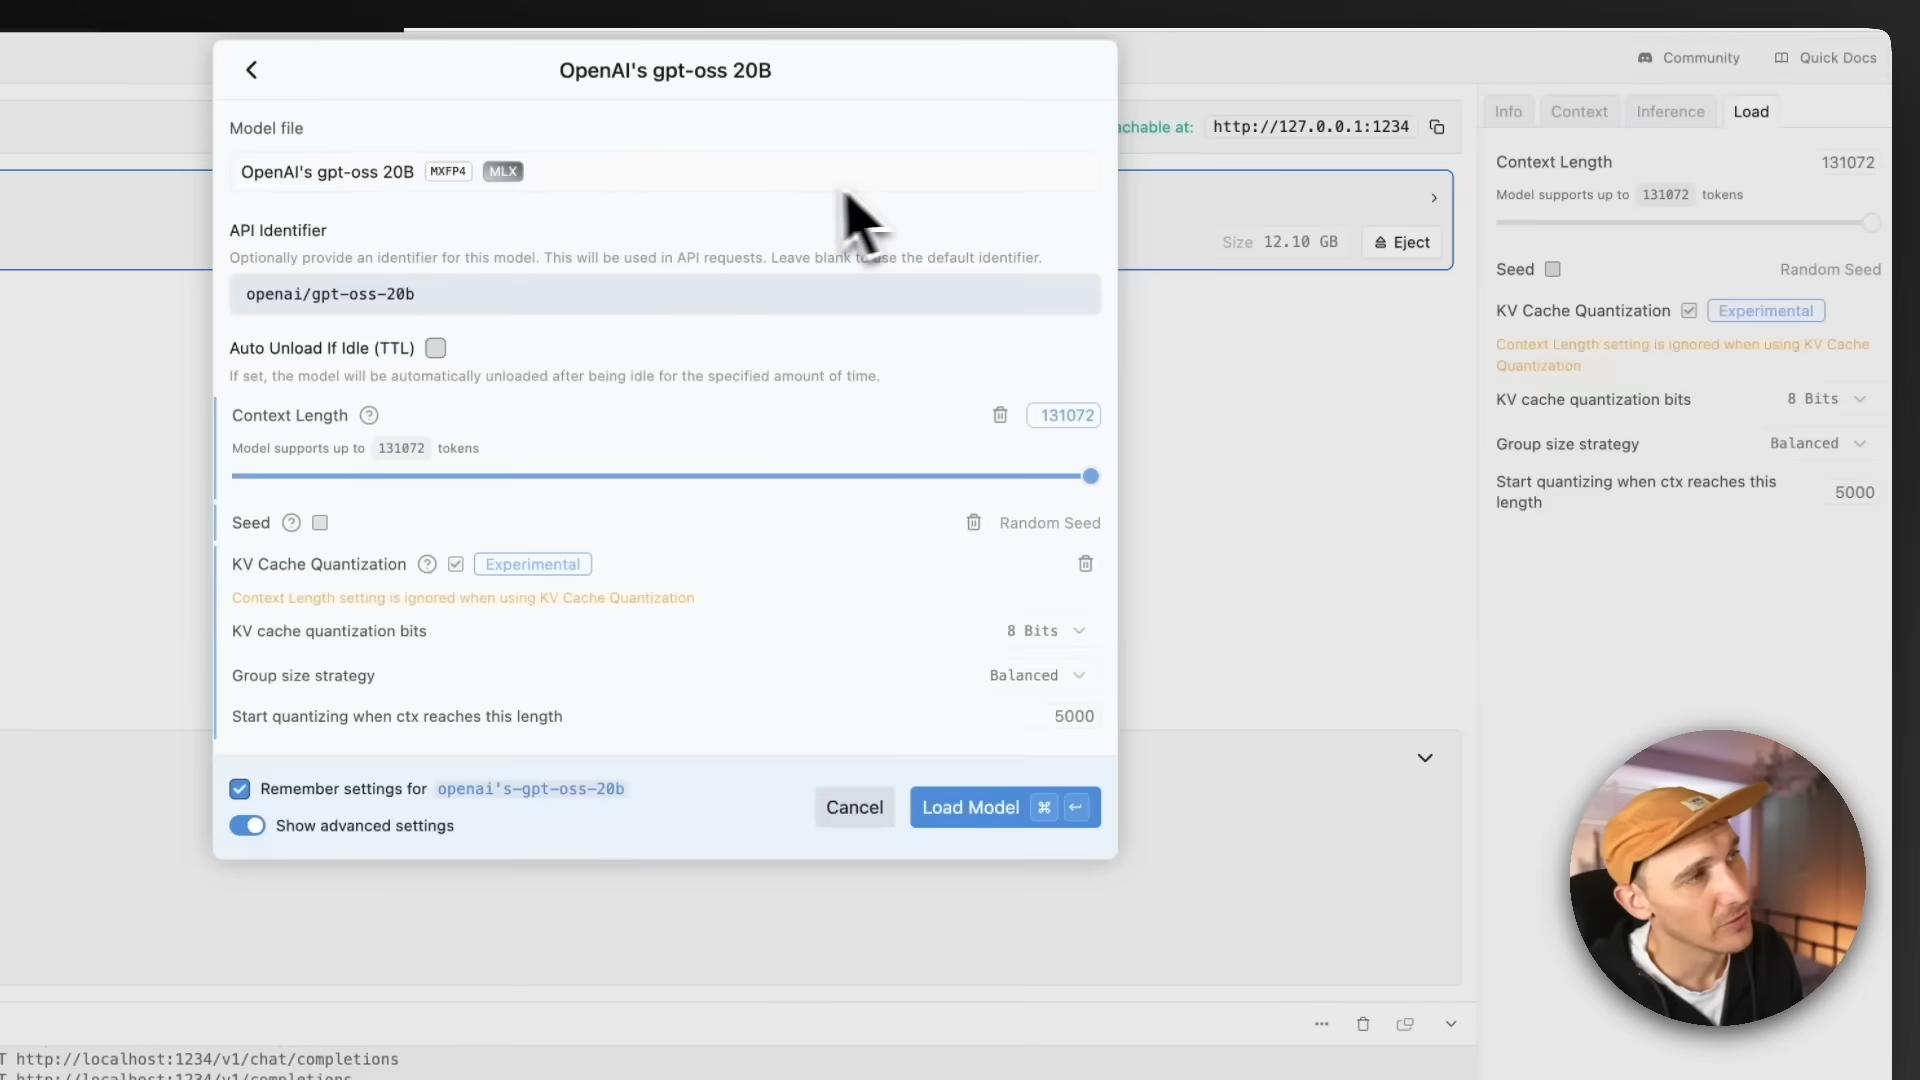 OpenAI's gpt-oss 20B
Model file
OpenAI's gpt-oss 20B MXFP4 MLX
API Identifier
Optionally provide an identifier for this model. This will be used in API requests. Leave blank to use the default identifier.
openai/gpt-oss-20b
Auto Unload If Idle (TTL)
If set, the model will be automatically unloaded after being idle for the specified amount of time.
Context Length ? 131072
Model supports up to 131072 tokens
Seed ? Random Seed
KV Cache Quantization ? Experimental
Context Length setting is ignored when using KV Cache Quantization
KV cache quantization bits 8 Bits
Group size strategy Balanced
Start quantizing when ctx reaches this length 5000
Remember settings for openai's-gpt-oss-20b
Show advanced settings
Cancel
Load Model ⌘ ↩
Community Quick Docs
achable at: http://127.0.0.1:1234
Size 12.10 GB Eject
Info Context Inference Load
Context Length 131072
Model supports up to 131072 tokens
Seed Random Seed
KV Cache Quantization Experimental
Context Length setting is ignored when using KV Cache
Quantization
KV cache quantization bits 8 Bits
Group size strategy Balanced
Start quantizing when ctx reaches this
length 5000
T http://localhost:1234/v1/chat/completions
T http://localhost:1234/v1/completions